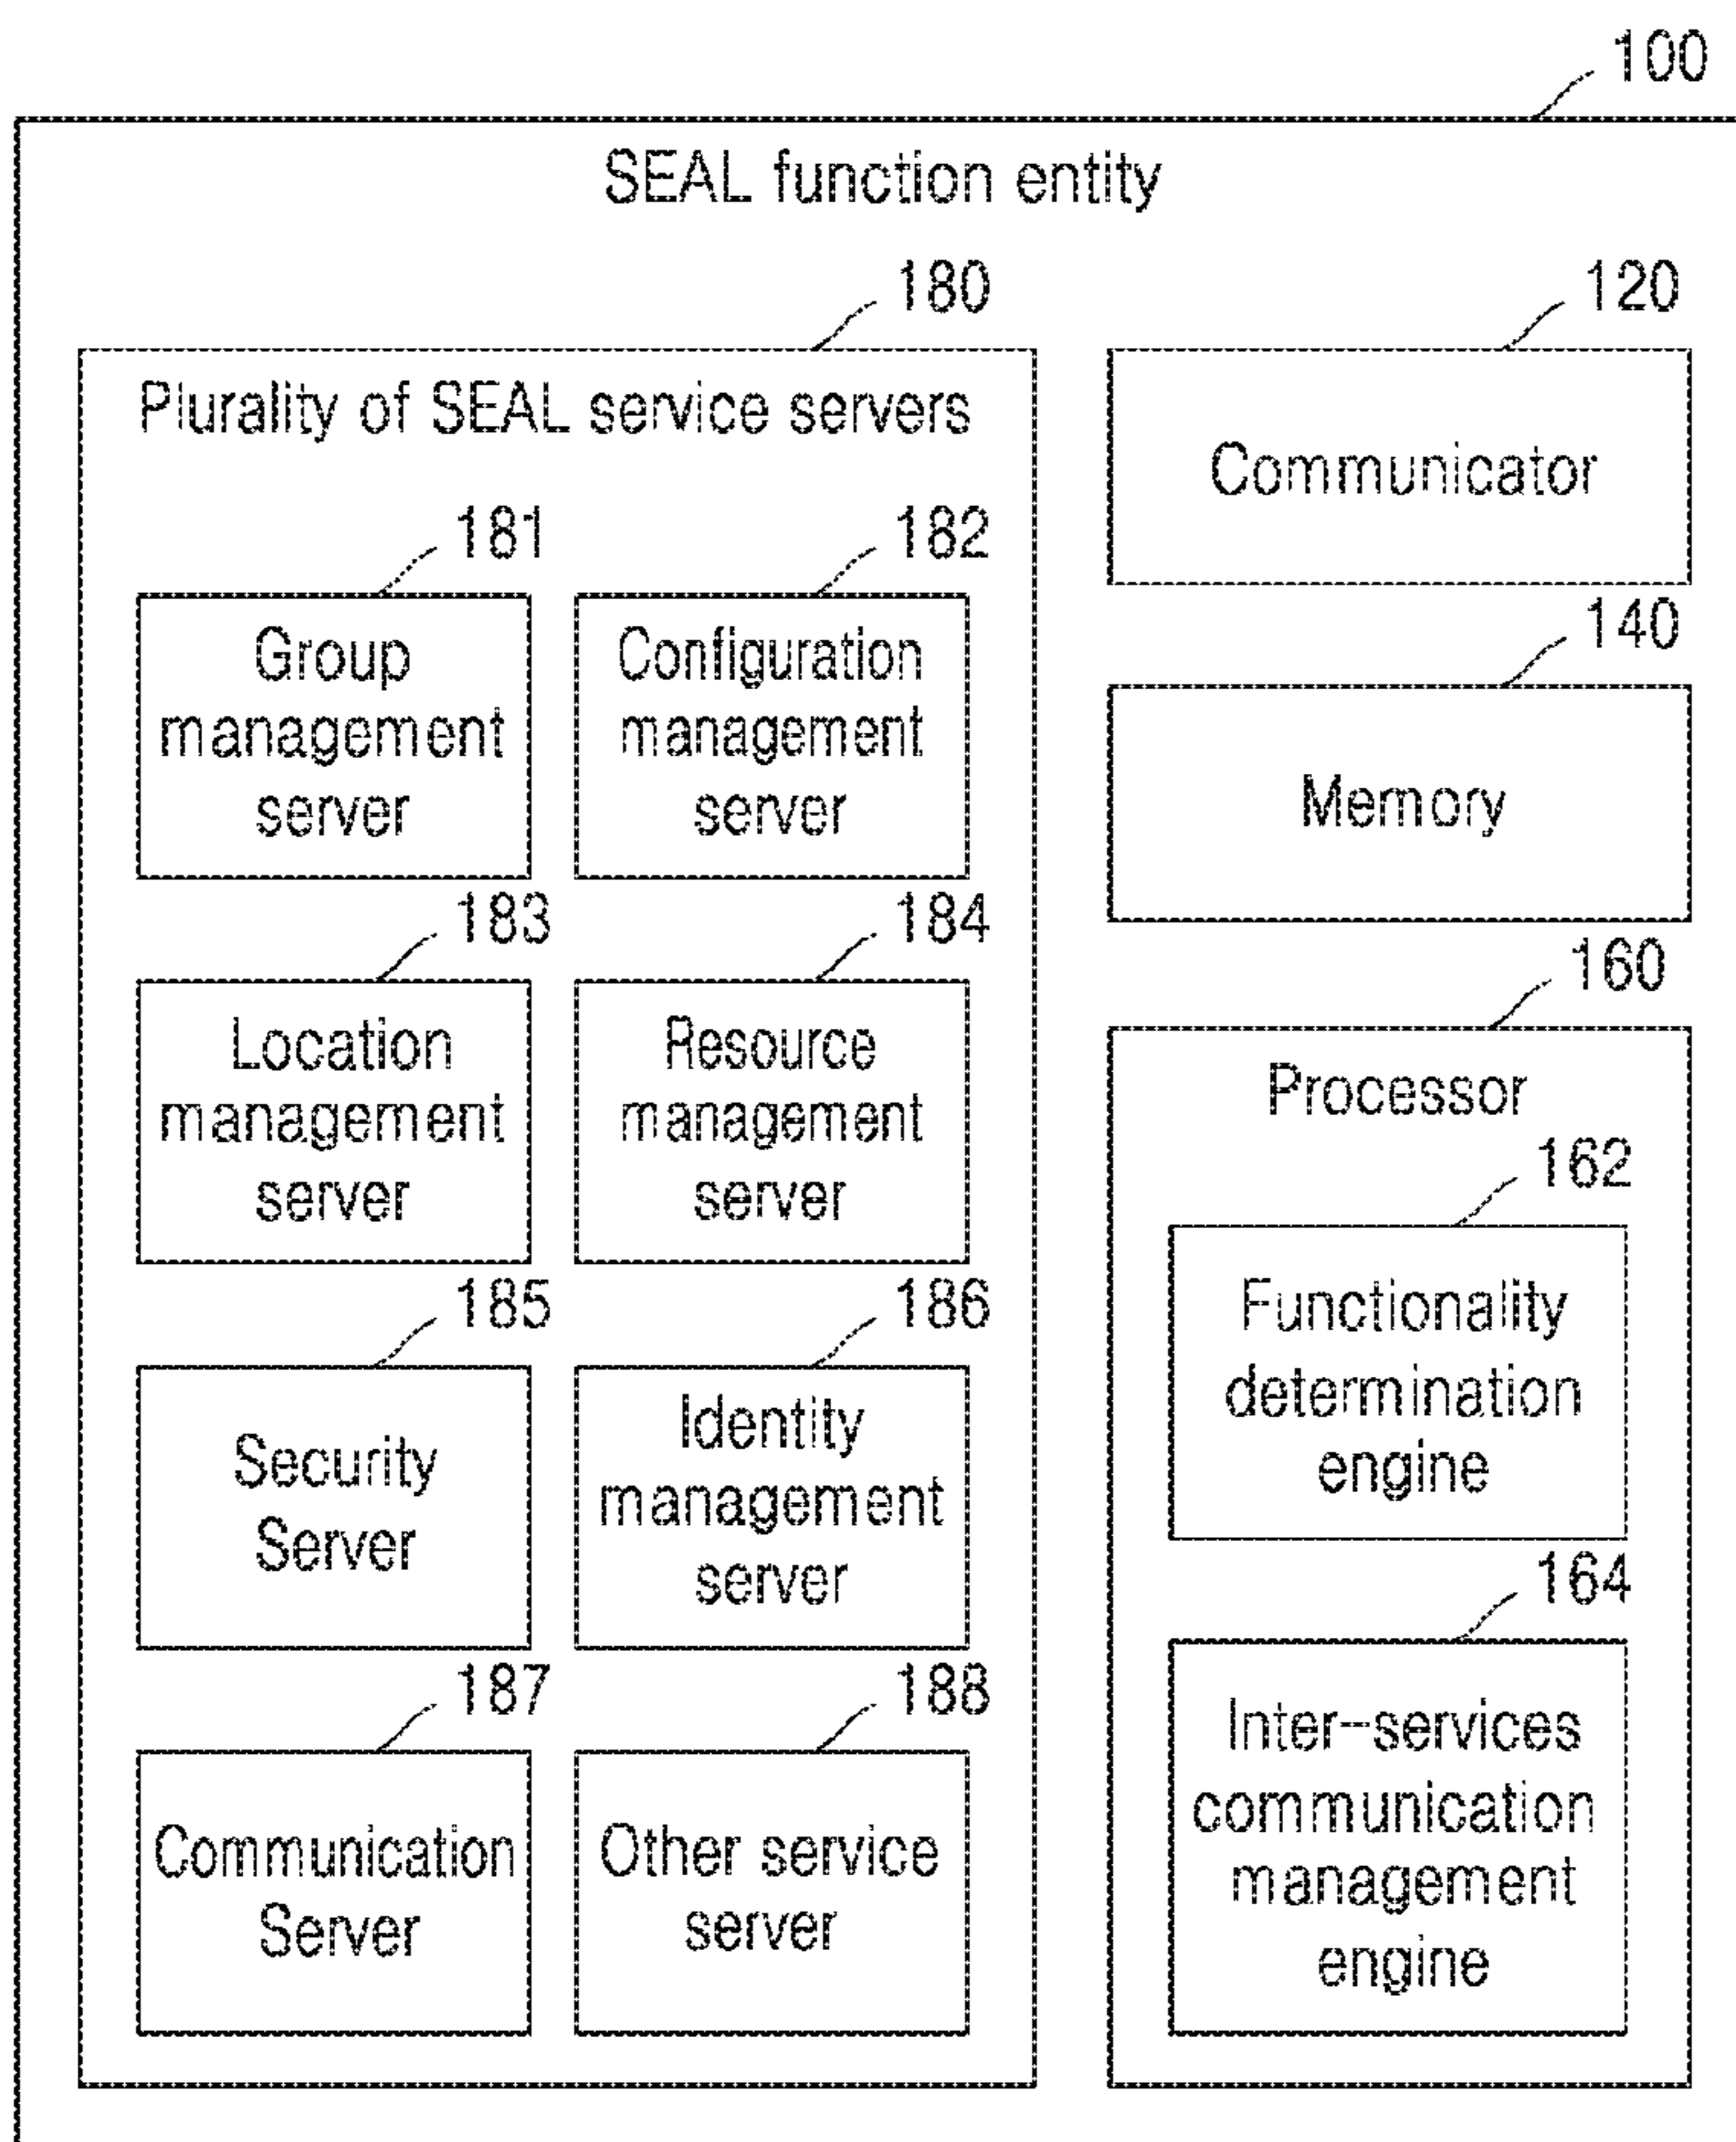 100
SEAL function entity
180
Plurality of SEAL service servers
181
Group
management
server
182
Configuration
management
server
183
Location
management
server
184
Resource
management
server
185
Security
Server
186
Identity
management
server
187
Communication
Server
188
Other service
server
120
Communicator
140
Memory
160
Processor
162
Functionality
determination
engine
164
Inter-services
communication
management
engine